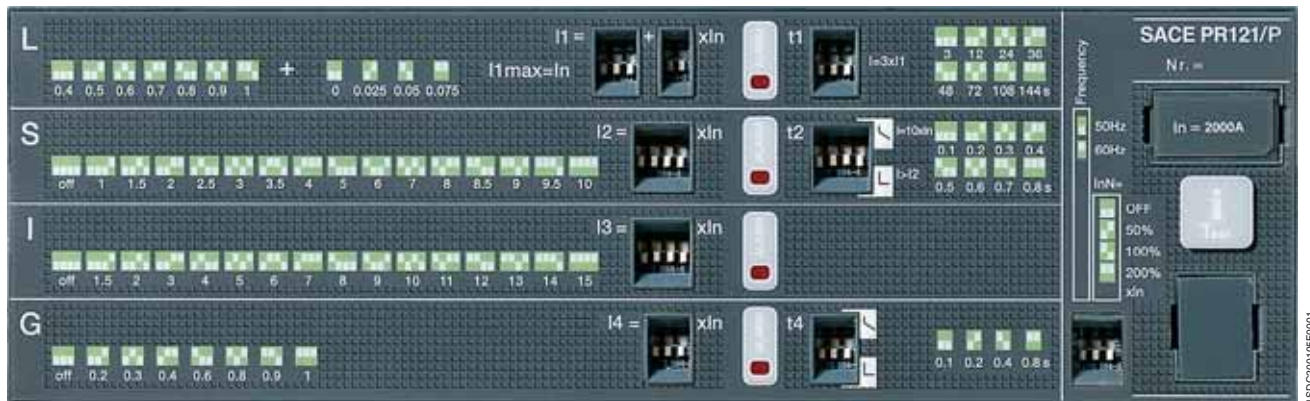 L
I1 =
+
xIn
t1
I1max=In
0.4 0.5 0.6 0.7 0.8 0.9 1
+
0 0.025 0.05 0.075
I=3xI1
3 12 24 36
48 72 108 144 s
S
I2 =
xIn
t2
off 1 1.5 2 2.5 3 3.5 4 5 6 7 8 8.5 9 9.5 10
I=10xIn
I>I2
0.1 0.2 0.3 0.4
0.5 0.6 0.7 0.8 s
I
I3 =
xIn
off 1.5 2 3 4 5 6 7 8 9 10 11 12 13 14 15
G
I4 =
xIn
t4
off 0.2 0.3 0.4 0.6 0.8 0.9 1
0.1 0.2 0.4 0.8 s
Frequency
50Hz
60Hz
InN=
OFF
50%
100%
200%
xIn
SACE PR121/P
Nr. =
In = 2000A
i
Test
1SDC200105F0001